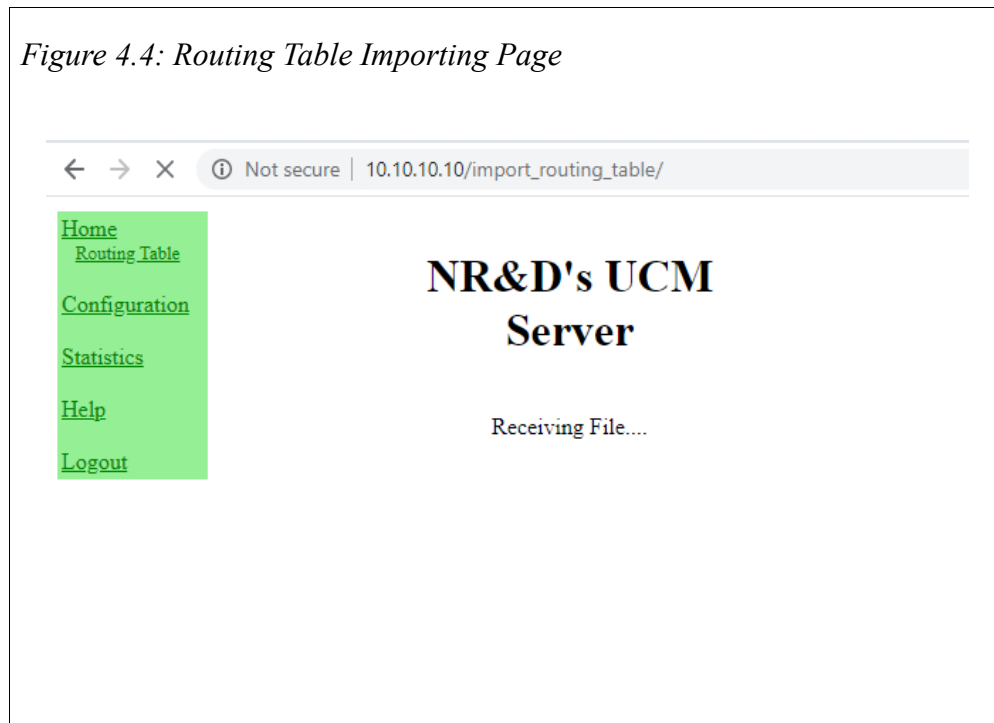 Figure 4.4: Routing Table Importing Page
Not secure | 10.10.10.10/import_routing_table/
Home
Routing Table
Configuration
Statistics
Help
Logout
NR&D's UCM
Server
Receiving File....